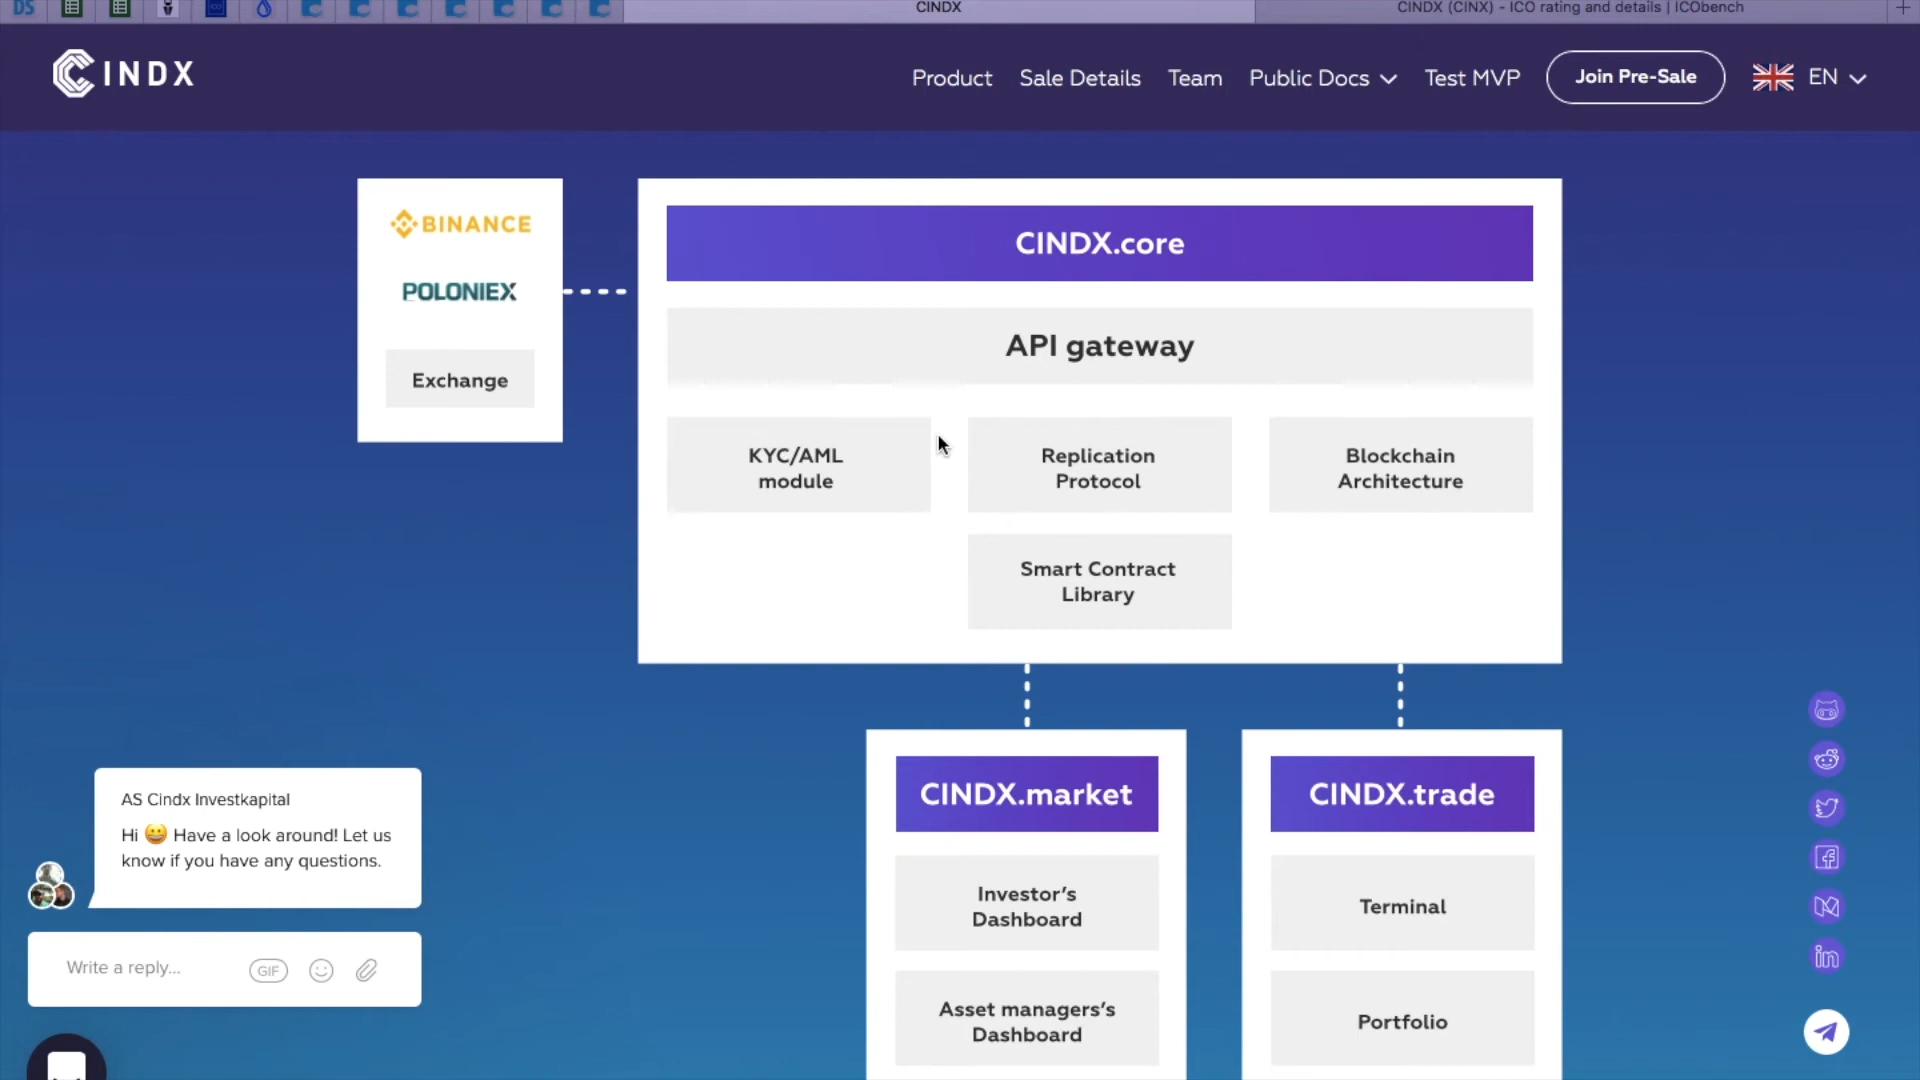 DS
CINDX
CINDX (CINX) - ICO rating and details | ICObench
CINDX
Product
Sale Details
Team
Public Docs
Test MVP
Join Pre-Sale
EN
BINANCE
POLONIEX
Exchange
CINDX.core
API gateway
KYC/AML
module
Replication
Protocol
Blockchain
Architecture
Smart Contract
Library
CINDX.market
Investor’s
Dashboard
Asset managers’s
Dashboard
CINDX.trade
Terminal
Portfolio
AS Cindx Investkapital
Hi 😀 Have a look around! Let us
know if you have any questions.
Write a reply...
GIF